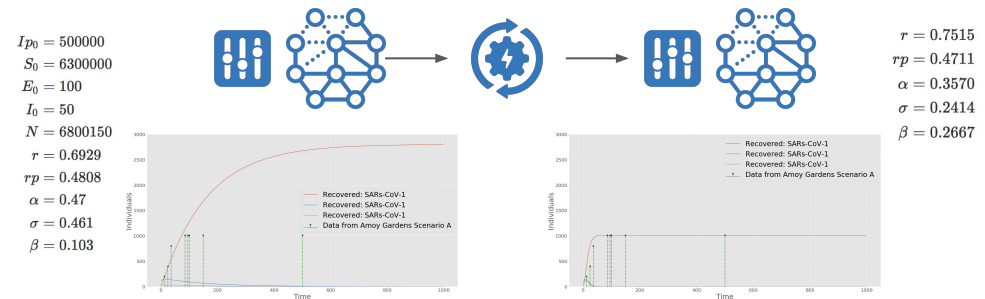 Ip₀ = 500000
S₀ = 6300000
E₀ = 100
I₀ = 50
N = 6800150
r = 0.6929
rp = 0.4808
α = 0.47
σ = 0.461
β = 0.103
r = 0.7515
rp = 0.4711
α = 0.3570
σ = 0.2414
β = 0.2667
3000
2500
2000
1500
1000
500
0
Individuals
0
200
400
600
800
1000
Time
Recovered: SARs-CoV-1
Recovered: SARs-CoV-1
Recovered: SARs-CoV-1
Data from Amoy Gardens Scenario A
3000
2500
2000
1500
1000
500
0
Individuals
0
200
400
600
800
1000
Time
Recovered: SARs-CoV-1
Recovered: SARs-CoV-1
Recovered: SARs-CoV-1
Data from Amoy Gardens Scenario A